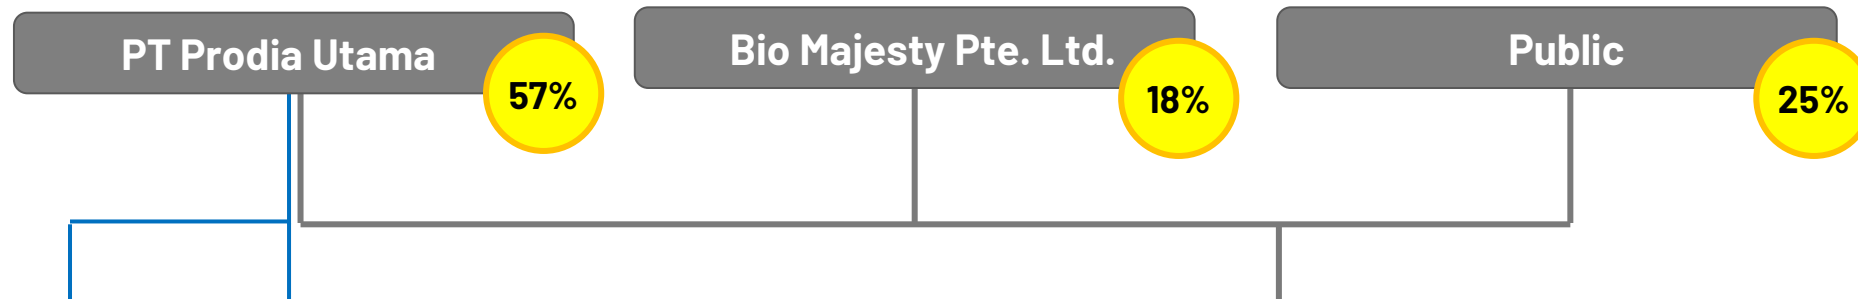 PT Prodia Utama
57%
Bio Majesty Pte. Ltd.
18%
Public
25%